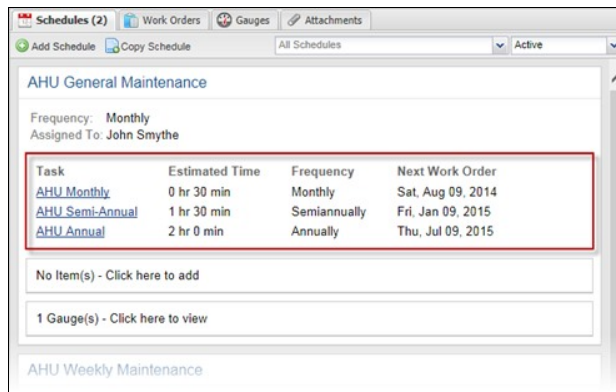 Schedules (2) Work Orders Gauges Attachments
Add Schedule Copy Schedule All Schedules Active
AHU General Maintenance
Frequency: Monthly
Assigned To: John Smythe
Task Estimated Time Frequency Next Work Order
AHU Monthly 0 hr 30 min Monthly Sat, Aug 09, 2014
AHU Semi-Annual 1 hr 30 min Semiannually Fri, Jan 09, 2015
AHU Annual 2 hr 0 min Annually Thu, Jul 09, 2015
No Item(s) - Click here to add
1 Gauge(s) - Click here to view
AHU Weekly Maintenance